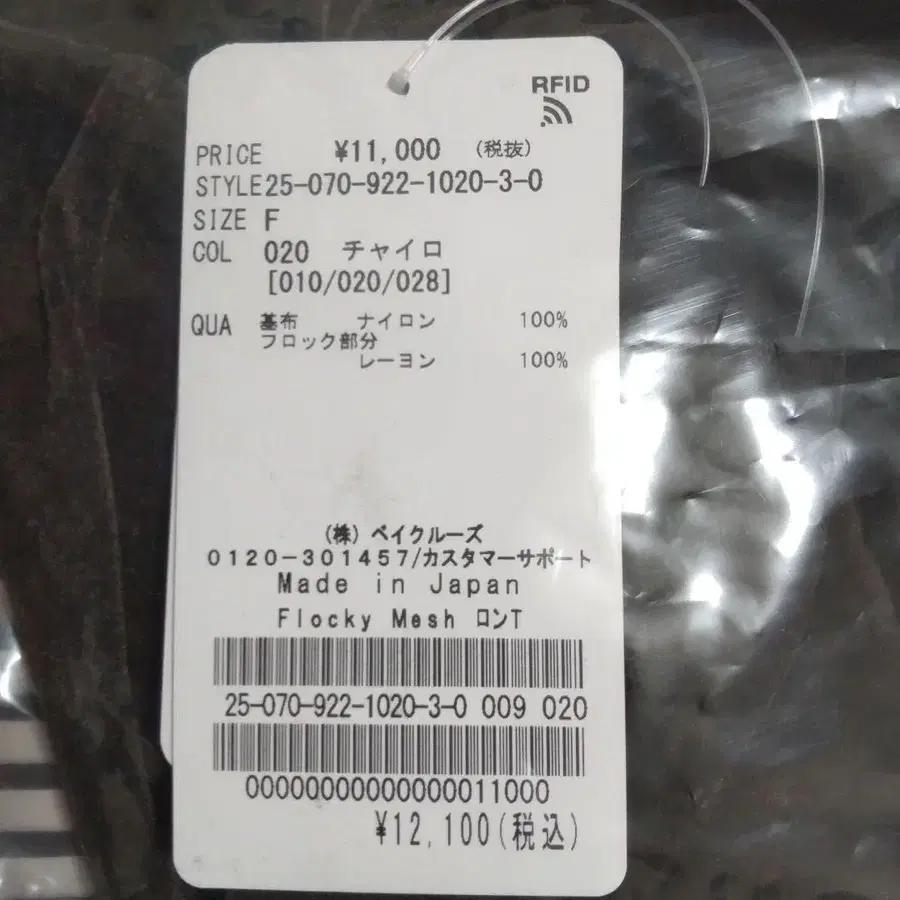 RFID
PRICE ¥11,000 (税抜)
STYLE25-070-922-1020-3-0
SIZE F
COL 020 チャイロ
[010/020/028]
QUA 基布 ナイロン 100%
フロック部分
レーヨン 100%
(株) ベイクルーズ
0120-301457/カスタマーサポート
Made in Japan
Flocky Mesh ロンT
25-070-922-1020-3-0 009 020
00000000000000011000
¥12,100(税込)